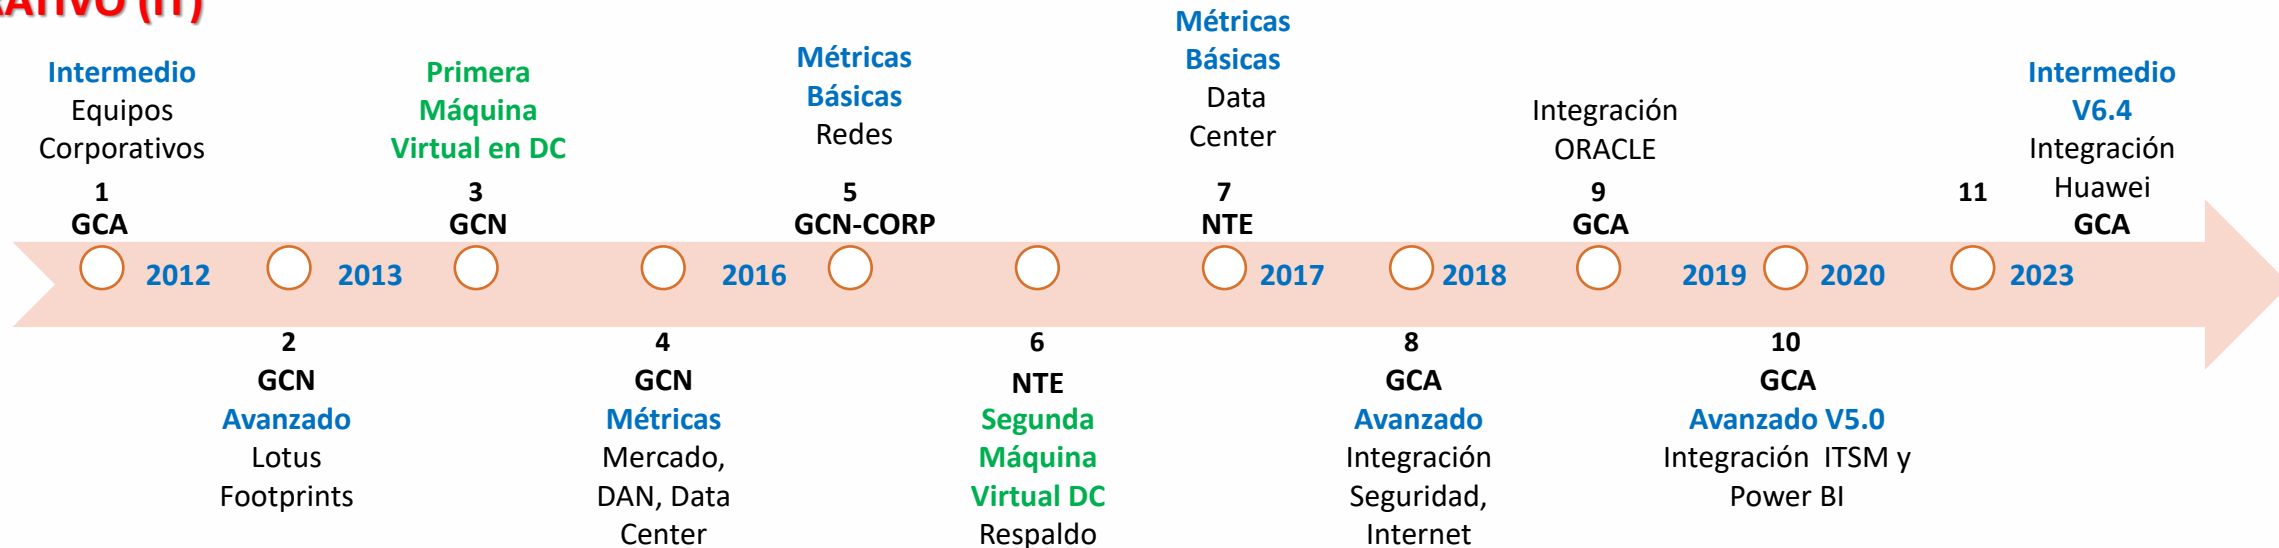 (IT)
Intermedio
Equipos
Corporativos
1
GCA
Primera
Máquina
Virtual en DC
3
GCN
Métricas
Básicas
Redes
5
GCN-CORP
Métricas
Básicas
Data
Center
7
NTE
Integración
ORACLE
9
GCA
11
Intermedio
V6.4
Integración
Huawei
GCA
2012
2013
2016
2017
2018
2019
2020
2023
2
GCN
Avanzado
Lotus
Footprints
4
GCN
Métricas
Mercado,
DAN, Data
Center
6
NTE
Segunda
Máquina
Virtual DC
Respaldo
8
GCA
Avanzado
Integración
Seguridad,
Internet
10
GCA
Avanzado V5.0
Integración ITSM y
Power BI